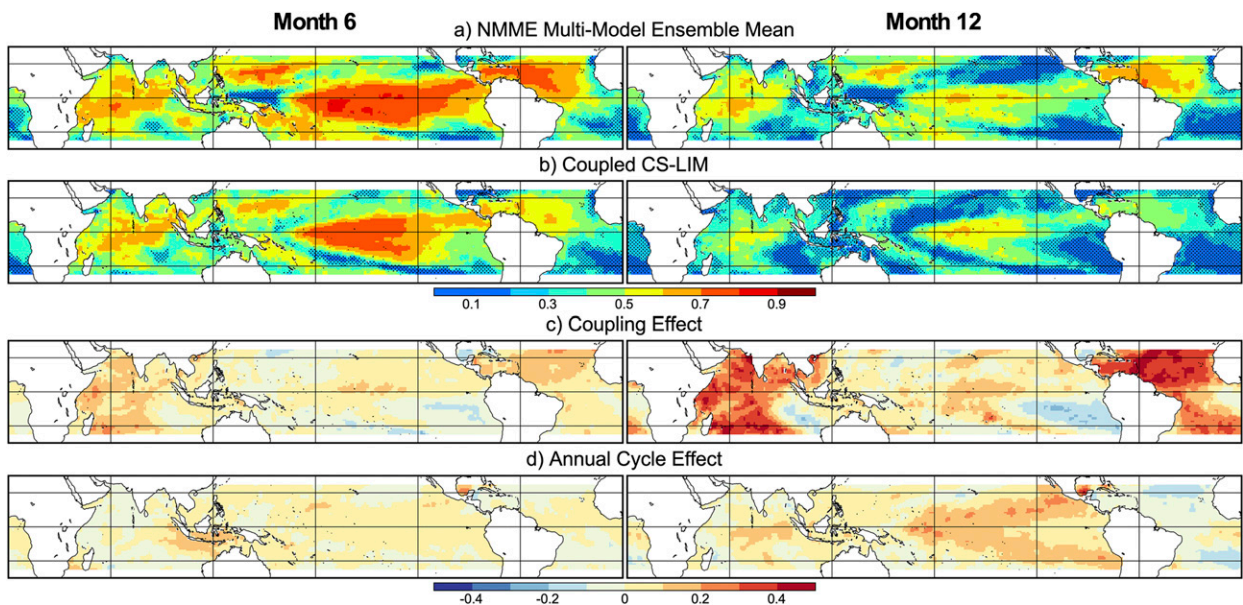 Month 6
Month 12
a) NMME Multi-Model Ensemble Mean
b) Coupled CS-LIM
0.1 0.3 0.5 0.7 0.9
c) Coupling Effect
d) Annual Cycle Effect
-0.4 -0.2 0 0.2 0.4